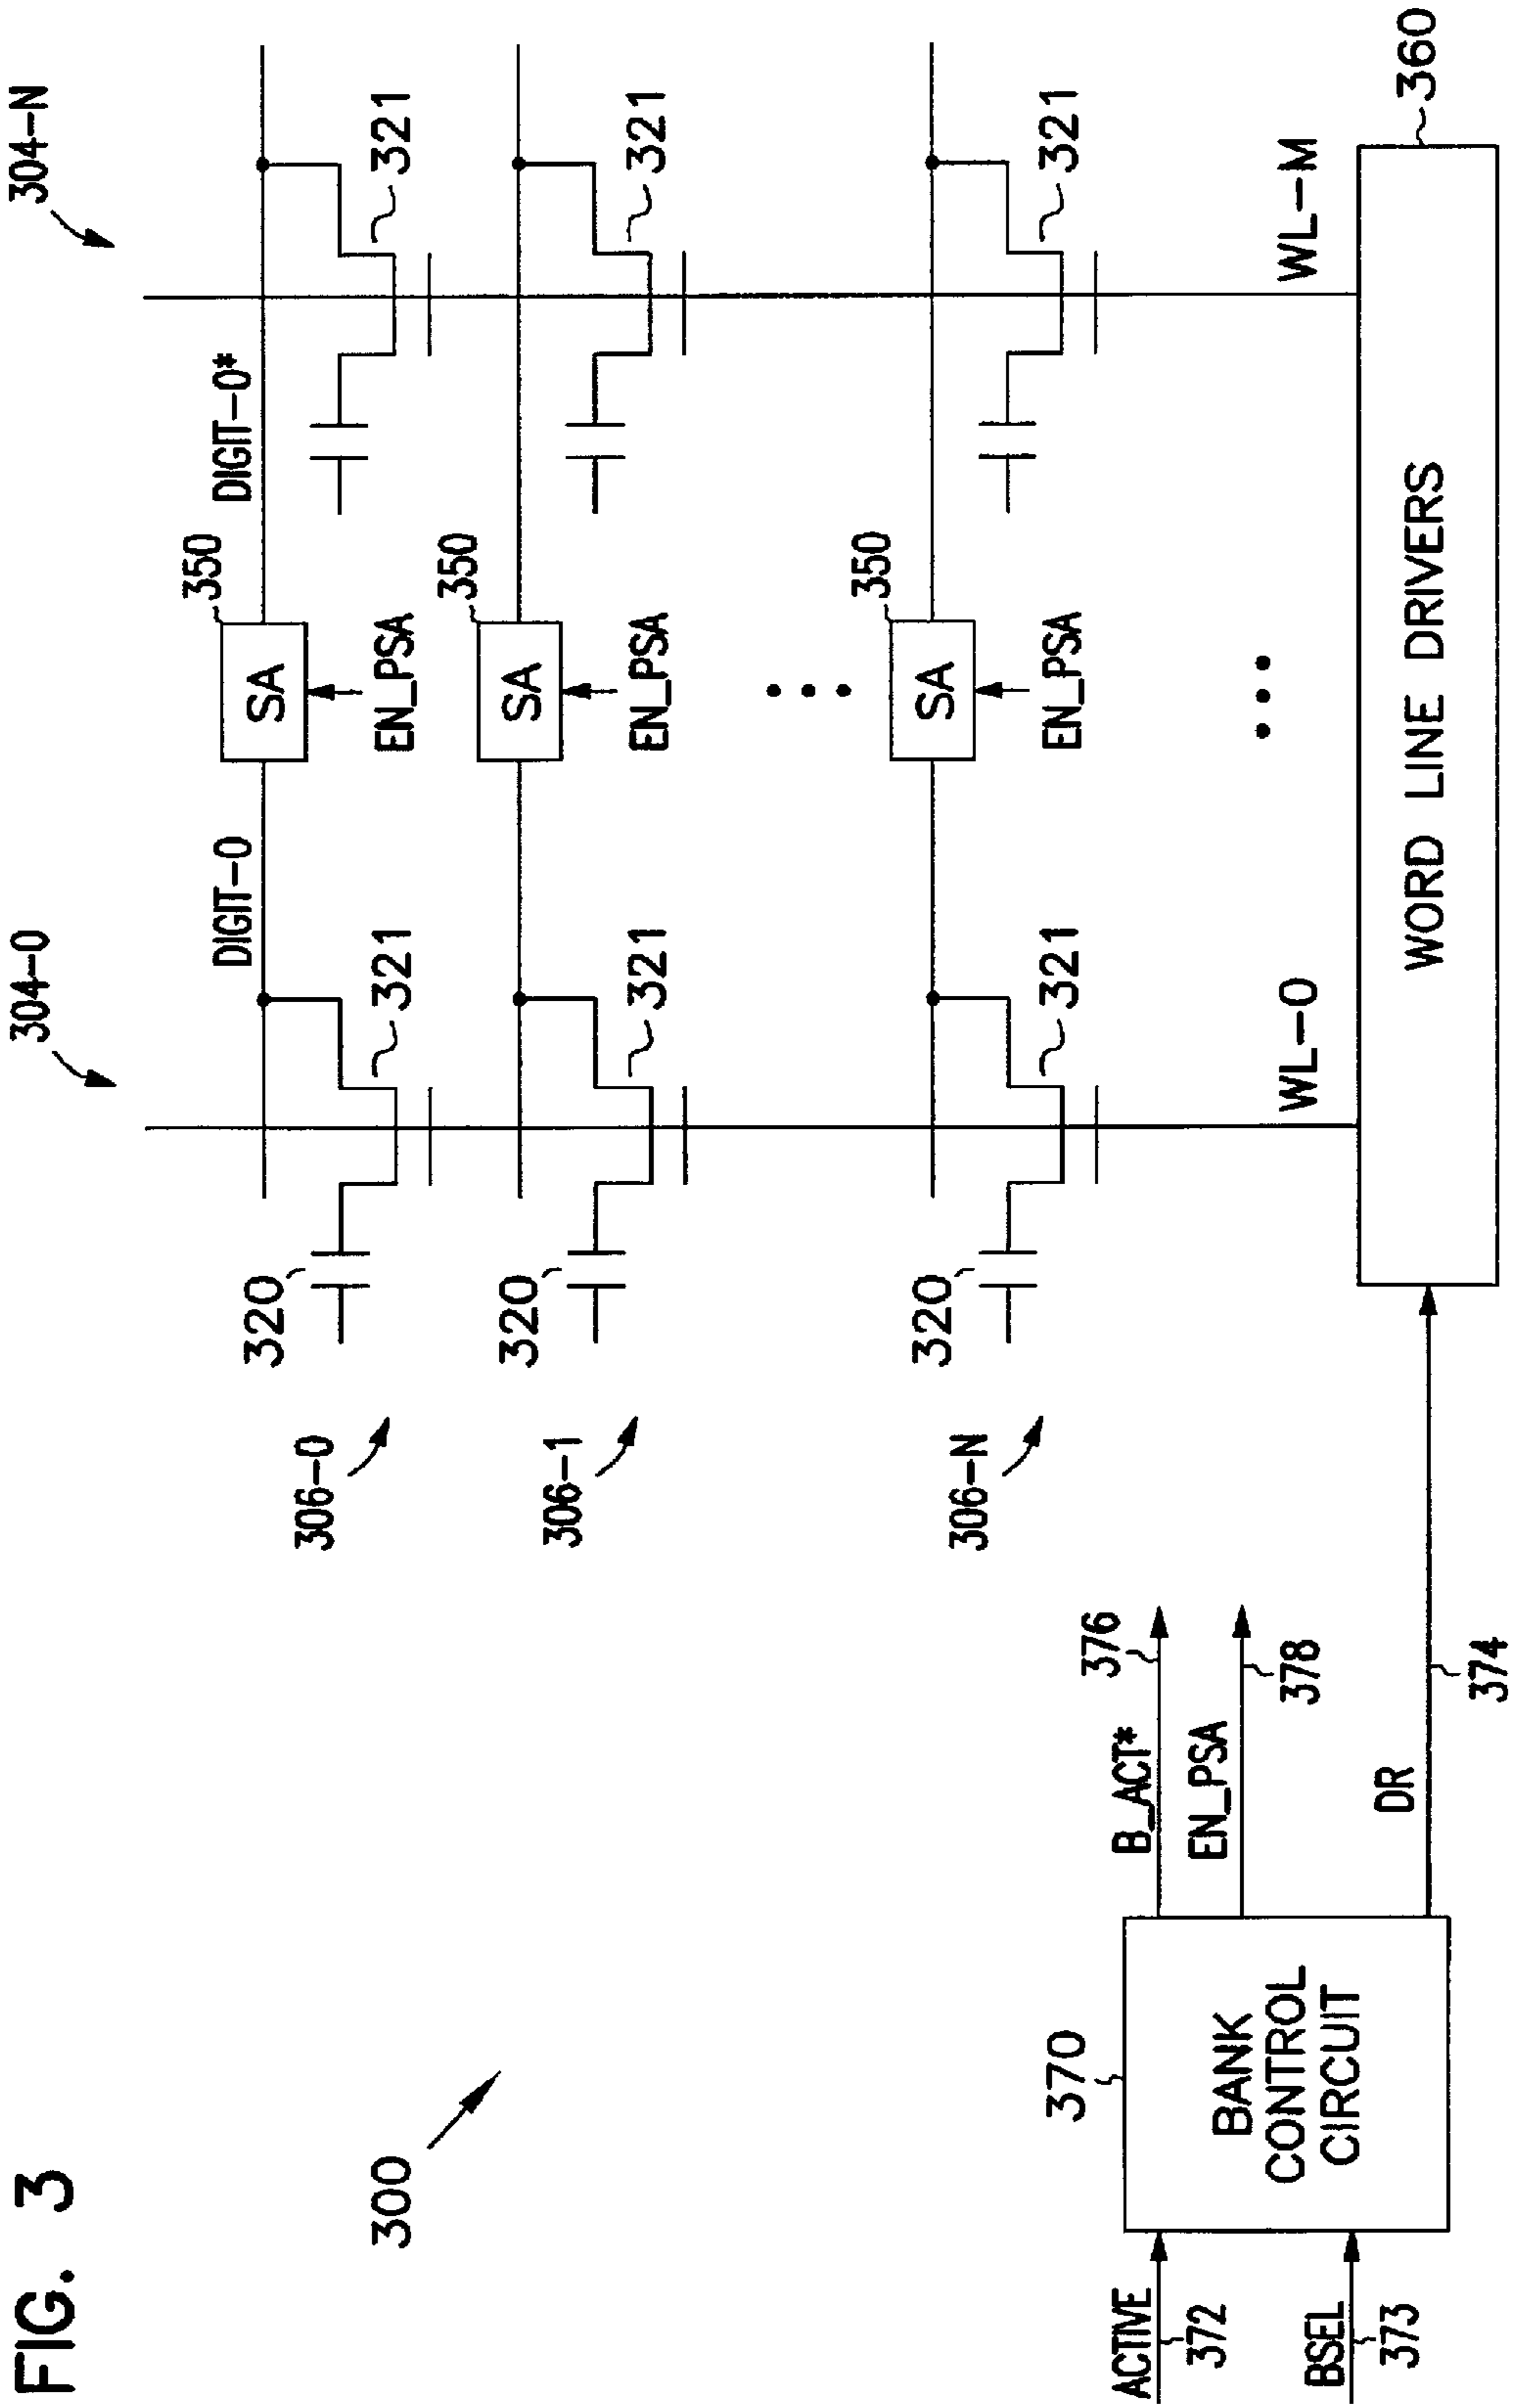 FIG. 3
300
304-0
304-N
DIGIT-0
350
DIGIT-0*
SA
EN_PSA
320
321
321
306-0
350
SA
EN_PSA
320
321
321
306-1
350
SA
EN_PSA
320
321
321
306-N
WL-0
WL-M
WORD LINE DRIVERS
360
370
BANK
CONTROL
CIRCUIT
ACTIVE
372
BSEL
373
B_ACT*
376
EN_PSA
378
DR
374